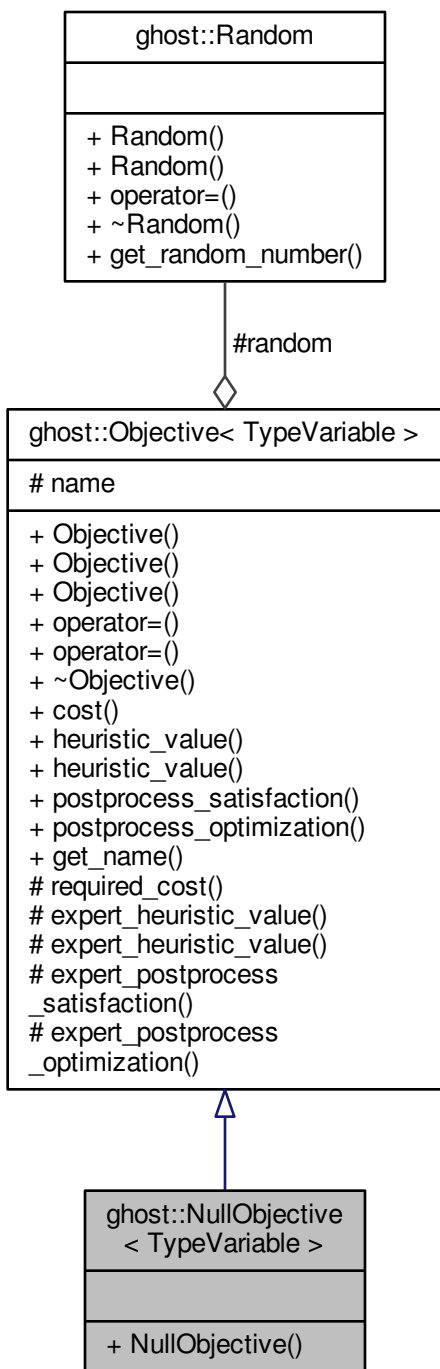 ghost::Random
+ Random()
+ Random()
+ operator=()
+ ~Random()
+ get_random_number()
#random
ghost::Objective< TypeVariable >
# name
+ Objective()
+ Objective()
+ Objective()
+ operator=()
+ operator=()
+ ~Objective()
+ cost()
+ heuristic_value()
+ heuristic_value()
+ postprocess_satisfaction()
+ postprocess_optimization()
+ get_name()
# required_cost()
# expert_heuristic_value()
# expert_heuristic_value()
# expert_postprocess
_satisfaction()
# expert_postprocess
_optimization()
ghost::NullObjective
< TypeVariable >
+ NullObjective()